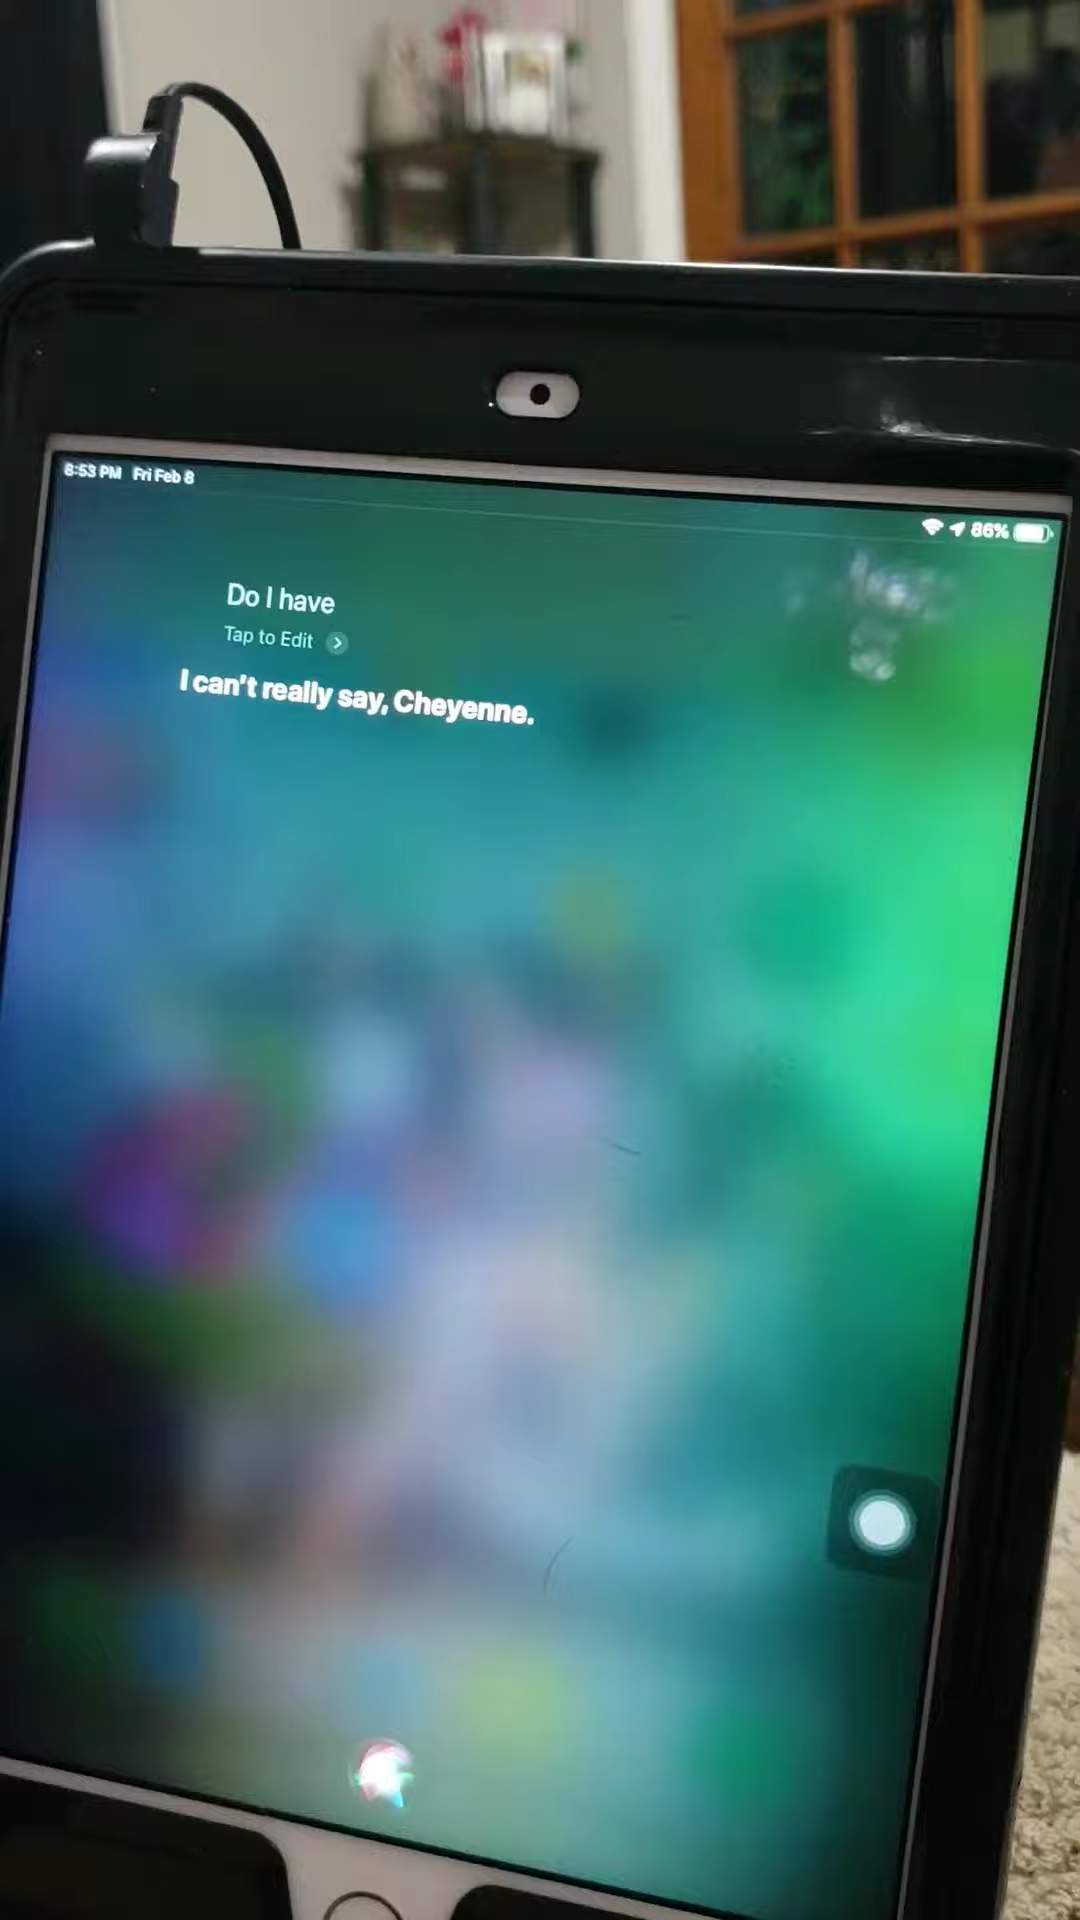 8:53 PM Fri Feb 8
86%
Do I have
Tap to Edit
I can't really say, Cheyenne.